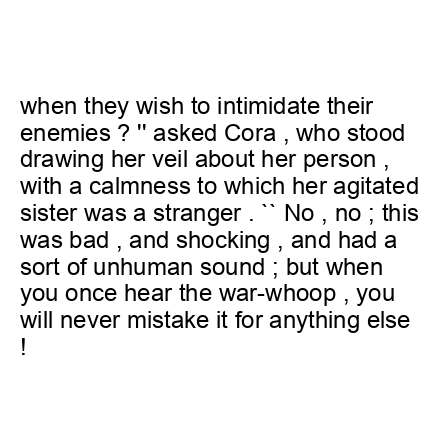 when they wish to intimidate their
enemies ? '' asked Cora , who stood
drawing her veil about her person ,
with a calmness to which her agitated
sister was a stranger . `` No , no ; this
was bad , and shocking , and had a
sort of unhuman sound ; but when
you once hear the war-whoop , you
will never mistake it for anything else
!